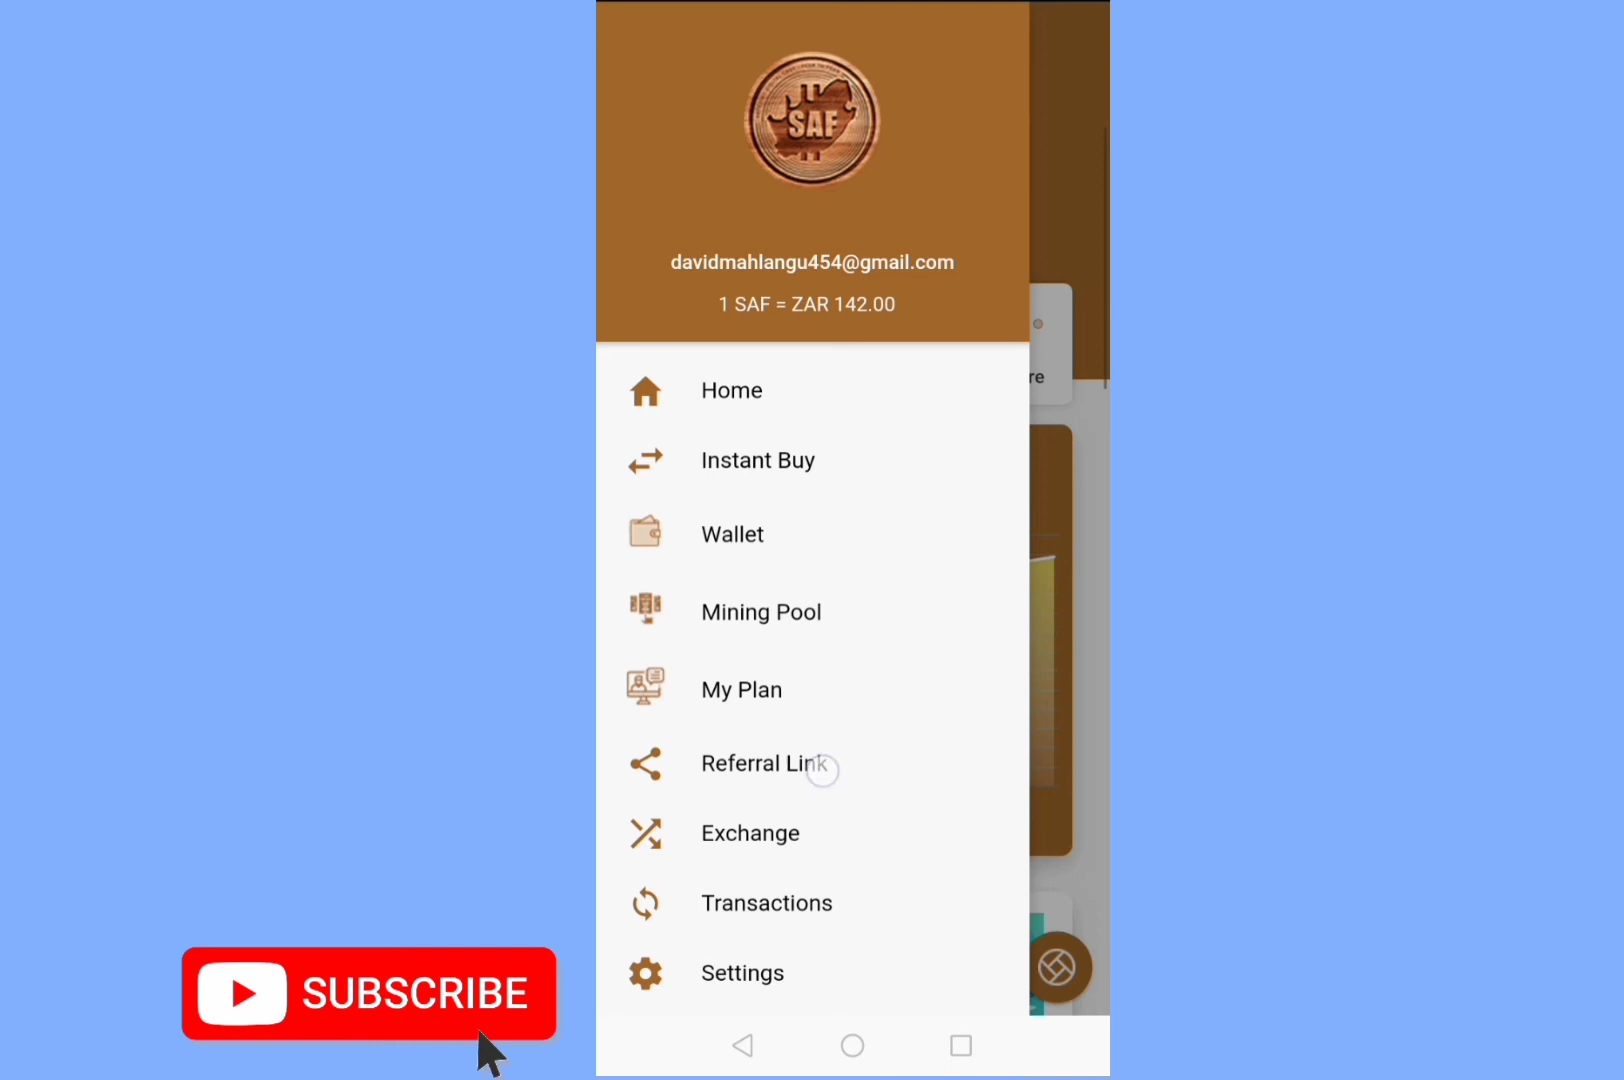 SAF
davidmahlangu454@gmail.com
1 SAF = ZAR 142.00
re
Home
Instant Buy
Wallet
Mining Pool
My Plan
Referral Link
Exchange
Transactions
Settings
SUBSCRIBE